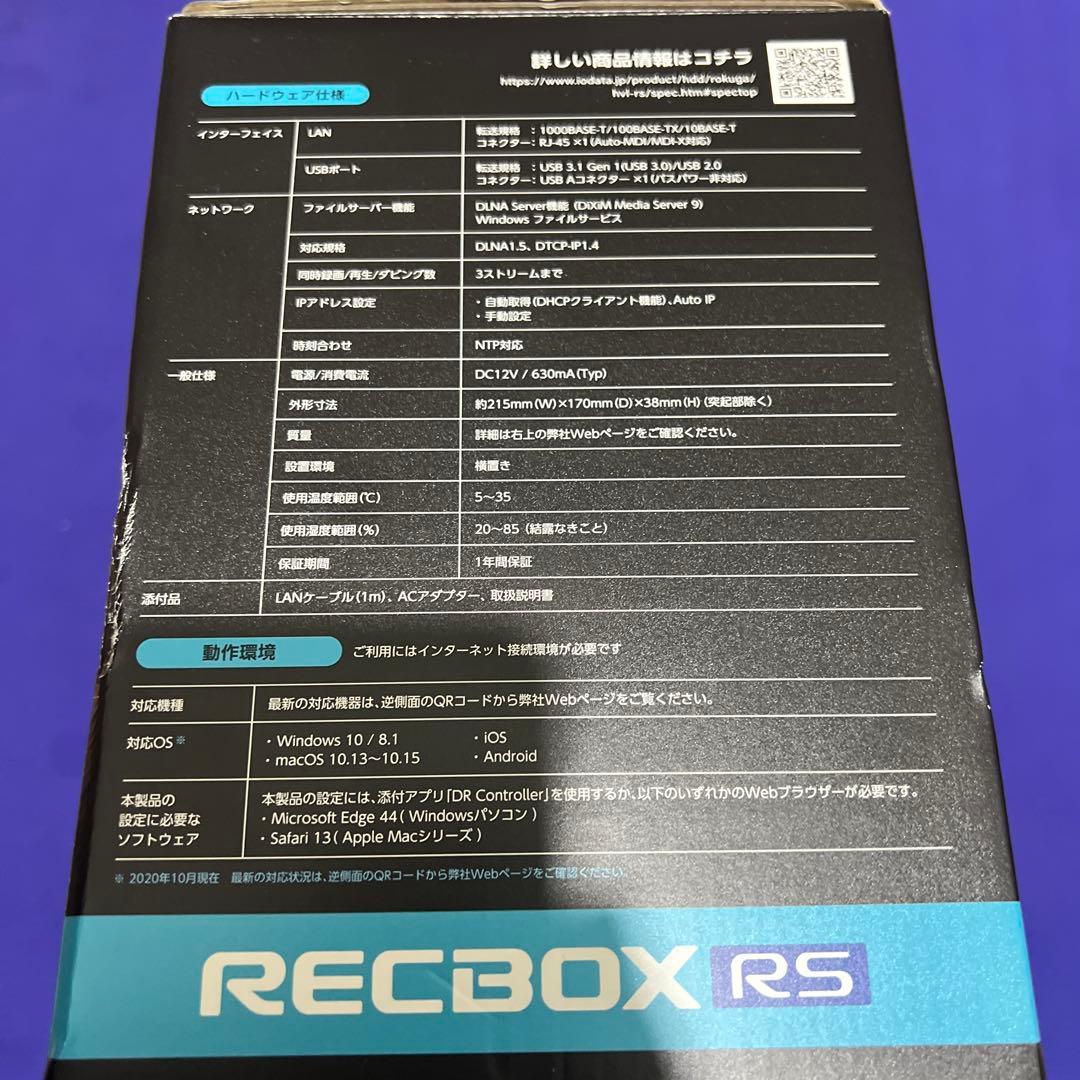 詳しい商品情報はコチラ
https://www.iodata.jp/product/hdd/rokuga/
hvl-rs/spec.htm#spectop
ハードウェア仕様
インターフェイス LAN 転送規格 : 1000BASE-T/100BASE-TX/10BASE-T
コネクター: RJ-45 ×1(Auto-MDI/MDI-X対応)
USBポート 転送規格 : USB 3.1 Gen 1(USB 3.0)/USB 2.0
コネクター: USB Aコネクター ×1(バスパワー非対応)
ネットワーク ファイルサーバー機能 DLNA Server機能 (DiXiM Media Server 9)
Windows ファイルサービス
対応規格 DLNA1.5、DTCP-IP1.4
同時録画/再生/ダビング数 3ストリームまで
IPアドレス設定 ・自動取得(DHCPクライアント機能)、Auto IP
・手動設定
時刻合わせ NTP対応
一般仕様 電源/消費電流 DC12V / 630mA(Typ)
外形寸法 約215mm(W)×170mm(D)×38mm(H) (突起部除く)
質量 詳細は右上の弊社Webページをご確認ください。
設置環境 横置き
使用温度範囲(℃) 5~35
使用湿度範囲(%) 20~85 (結露なきこと)
保証期間 1年間保証
添付品 LANケーブル(1m)、ACアダプター、取扱説明書
動作環境 ご利用にはインターネット接続環境が必要です
対応機種 最新の対応機器は、逆側面のQRコードから弊社Webページをご覧ください。
対応OS※ ・Windows 10 / 8.1 ・iOS
・macOS 10.13~10.15 ・Android
本製品の 本製品の設定には、添付アプリ「DR Controller」を使用するか、以下のいずれかのWebブラウザーが必要です。
設定に必要な ・Microsoft Edge 44( Windowsパソコン )
ソフトウェア ・Safari 13( Apple Macシリーズ )
※ 2020年10月現在 最新の対応状況は、逆側面のQRコードから弊社Webページをご確認ください。
RECBOX RS